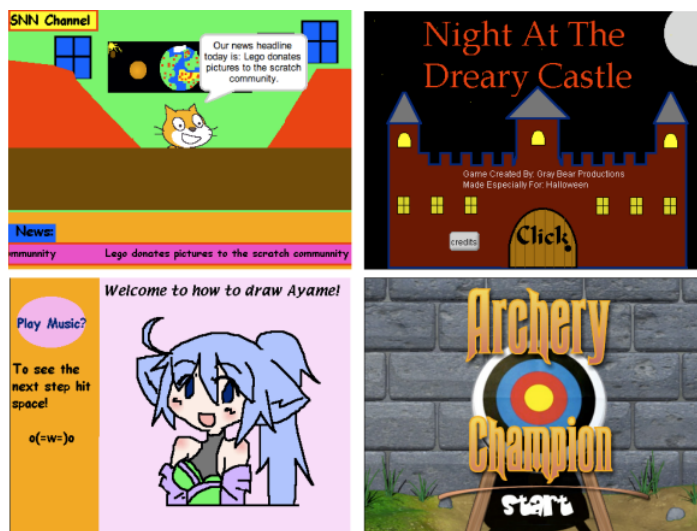 SNN Channel
Our news headline
today is: Lego donates
pictures to the scratch
community.
News:
ommunnity
Lego donates pictures to the scratch communnity
Night At The
Dreary Castle
Game Created By: Gray Bear Productions
Made Especially For: Halloween
credits
Click.
Welcome to how to draw Ayame!
Play Music?
To see the
next step hit
space!
o(=w=)o
Archery
Champion
start